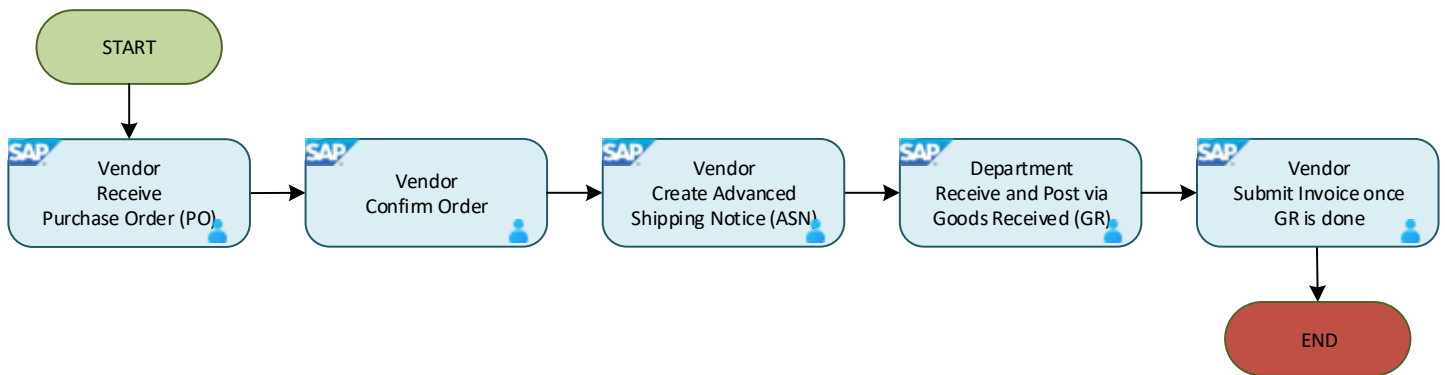 START
SAP
Vendor
Receive
Purchase Order (PO)
SAP
Vendor
Confirm Order
SAP
Vendor
Create Advanced
Shipping Notice (ASN)
SAP
Department
Receive and Post via
Goods Received (GR)
SAP
Vendor
Submit Invoice once
GR is done
END